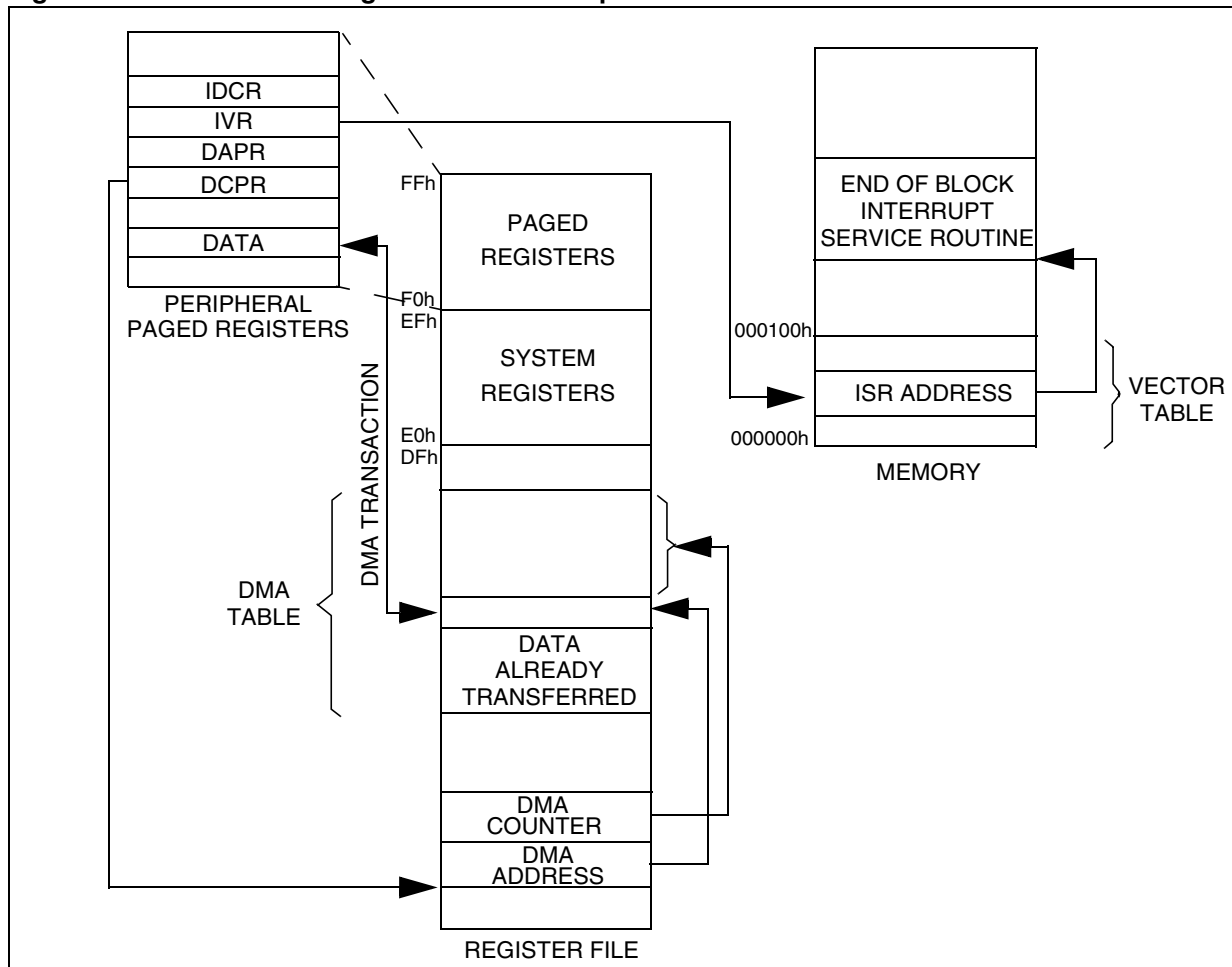 IDCR
IVR
DAPR
DCPR
DATA
PERIPHERAL
PAGED REGISTERS
FFh
PAGED
REGISTERS
F0h
EFh
SYSTEM
REGISTERS
E0h
DFh
DMA TRANSACTION
DMA
TABLE
DATA
ALREADY
TRANSFERRED
DMA
COUNTER
DMA
ADDRESS
REGISTER FILE
END OF BLOCK
INTERRUPT
SERVICE ROUTINE
000100h
ISR ADDRESS
000000h
VECTOR
TABLE
MEMORY